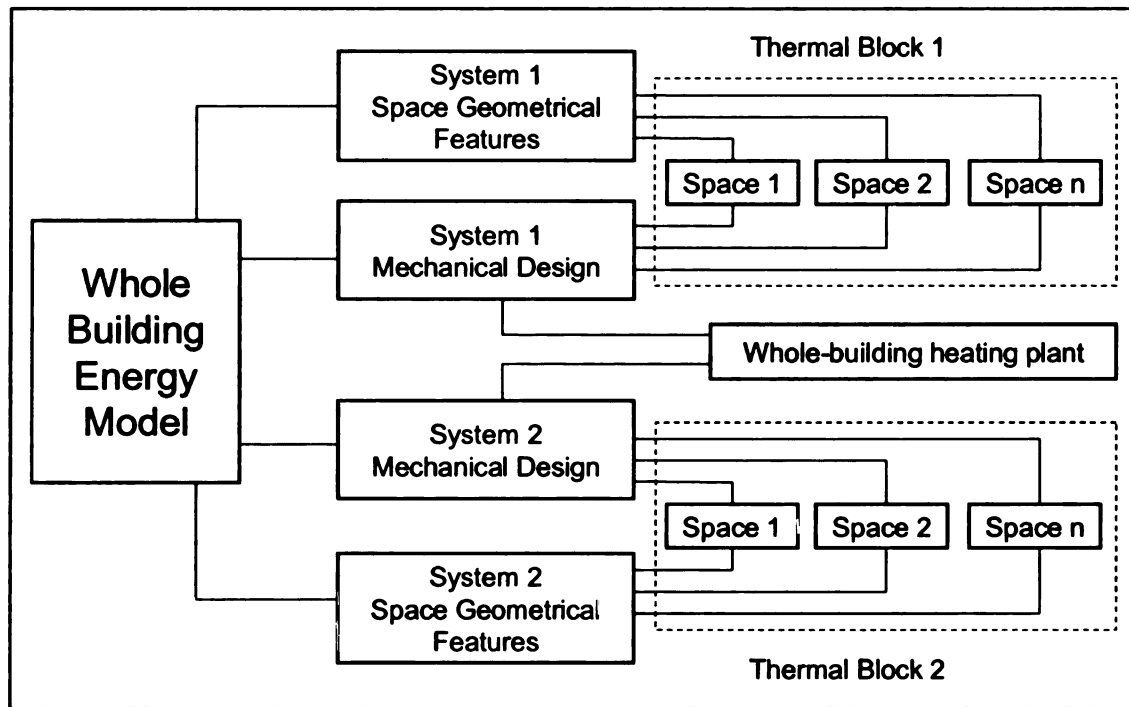 Thermal Block 1
System 1
Space Geometrical
Features
Space 1
Space 2
Space n
System 1
Mechanical Design
Whole
Building
Energy
Model
Whole-building heating plant
System 2
Mechanical Design
Space 1
Space 2
Space n
System 2
Space Geometrical
Features
Thermal Block 2